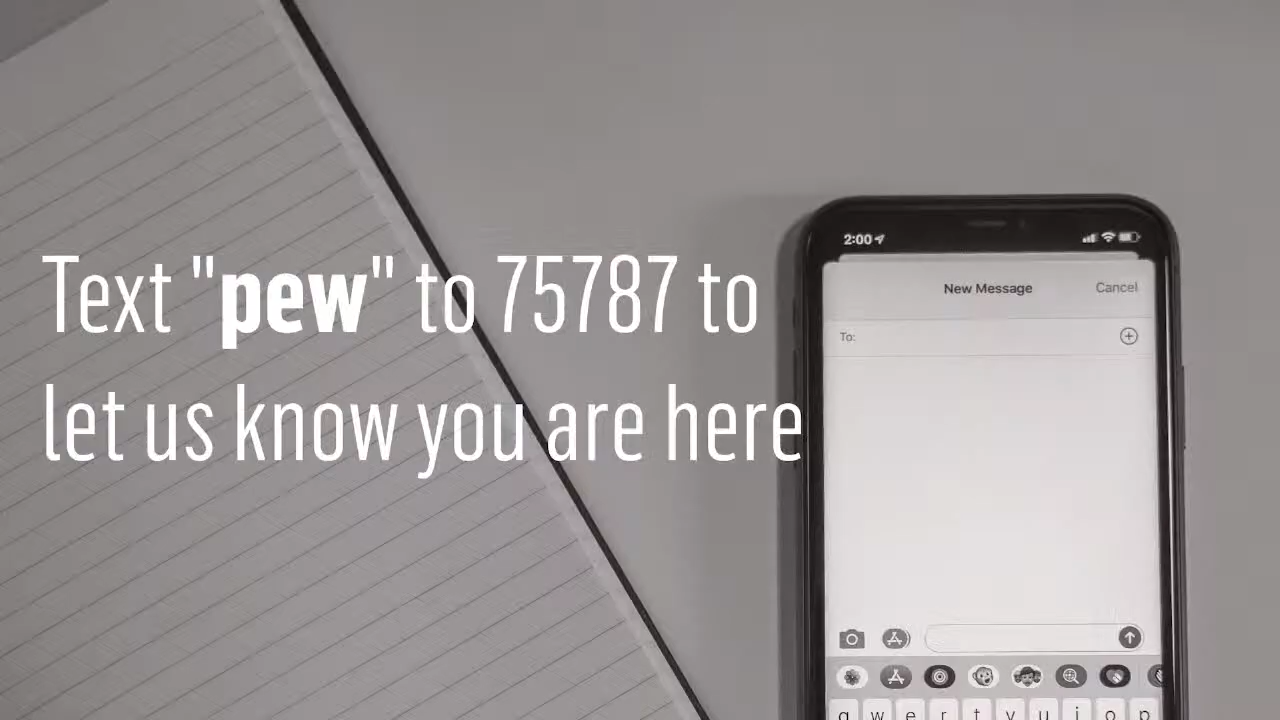 Text "pew" to 75787 to
let us know you are here
2:00
New Message
Cancel
To:
q w e r t y u i o p